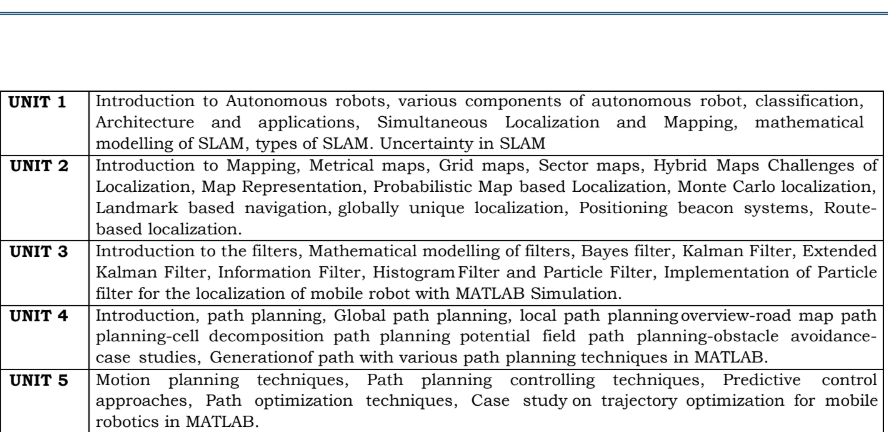 UNIT 1 Introduction to Autonomous robots, various components of autonomous robot, classification,
Architecture and applications, Simultaneous Localization and Mapping, mathematical
modelling of SLAM, types of SLAM. Uncertainty in SLAM
UNIT 2 Introduction to Mapping, Metrical maps, Grid maps, Sector maps, Hybrid Maps Challenges of
Localization, Map Representation, Probabilistic Map based Localization, Monte Carlo localization,
Landmark based navigation, globally unique localization, Positioning beacon systems, Route-
based localization.
UNIT 3 Introduction to the filters, Mathematical modelling of filters, Bayes filter, Kalman Filter, Extended
Kalman Filter, Information Filter, Histogram Filter and Particle Filter, Implementation of Particle
filter for the localization of mobile robot with MATLAB Simulation.
UNIT 4 Introduction, path planning, Global path planning, local path planning overview-road map path
planning-cell decomposition path planning potential field path planning-obstacle avoidance-
case studies, Generationof path with various path planning techniques in MATLAB.
UNIT 5 Motion planning techniques, Path planning controlling techniques, Predictive control
approaches, Path optimization techniques, Case study on trajectory optimization for mobile
robotics in MATLAB.